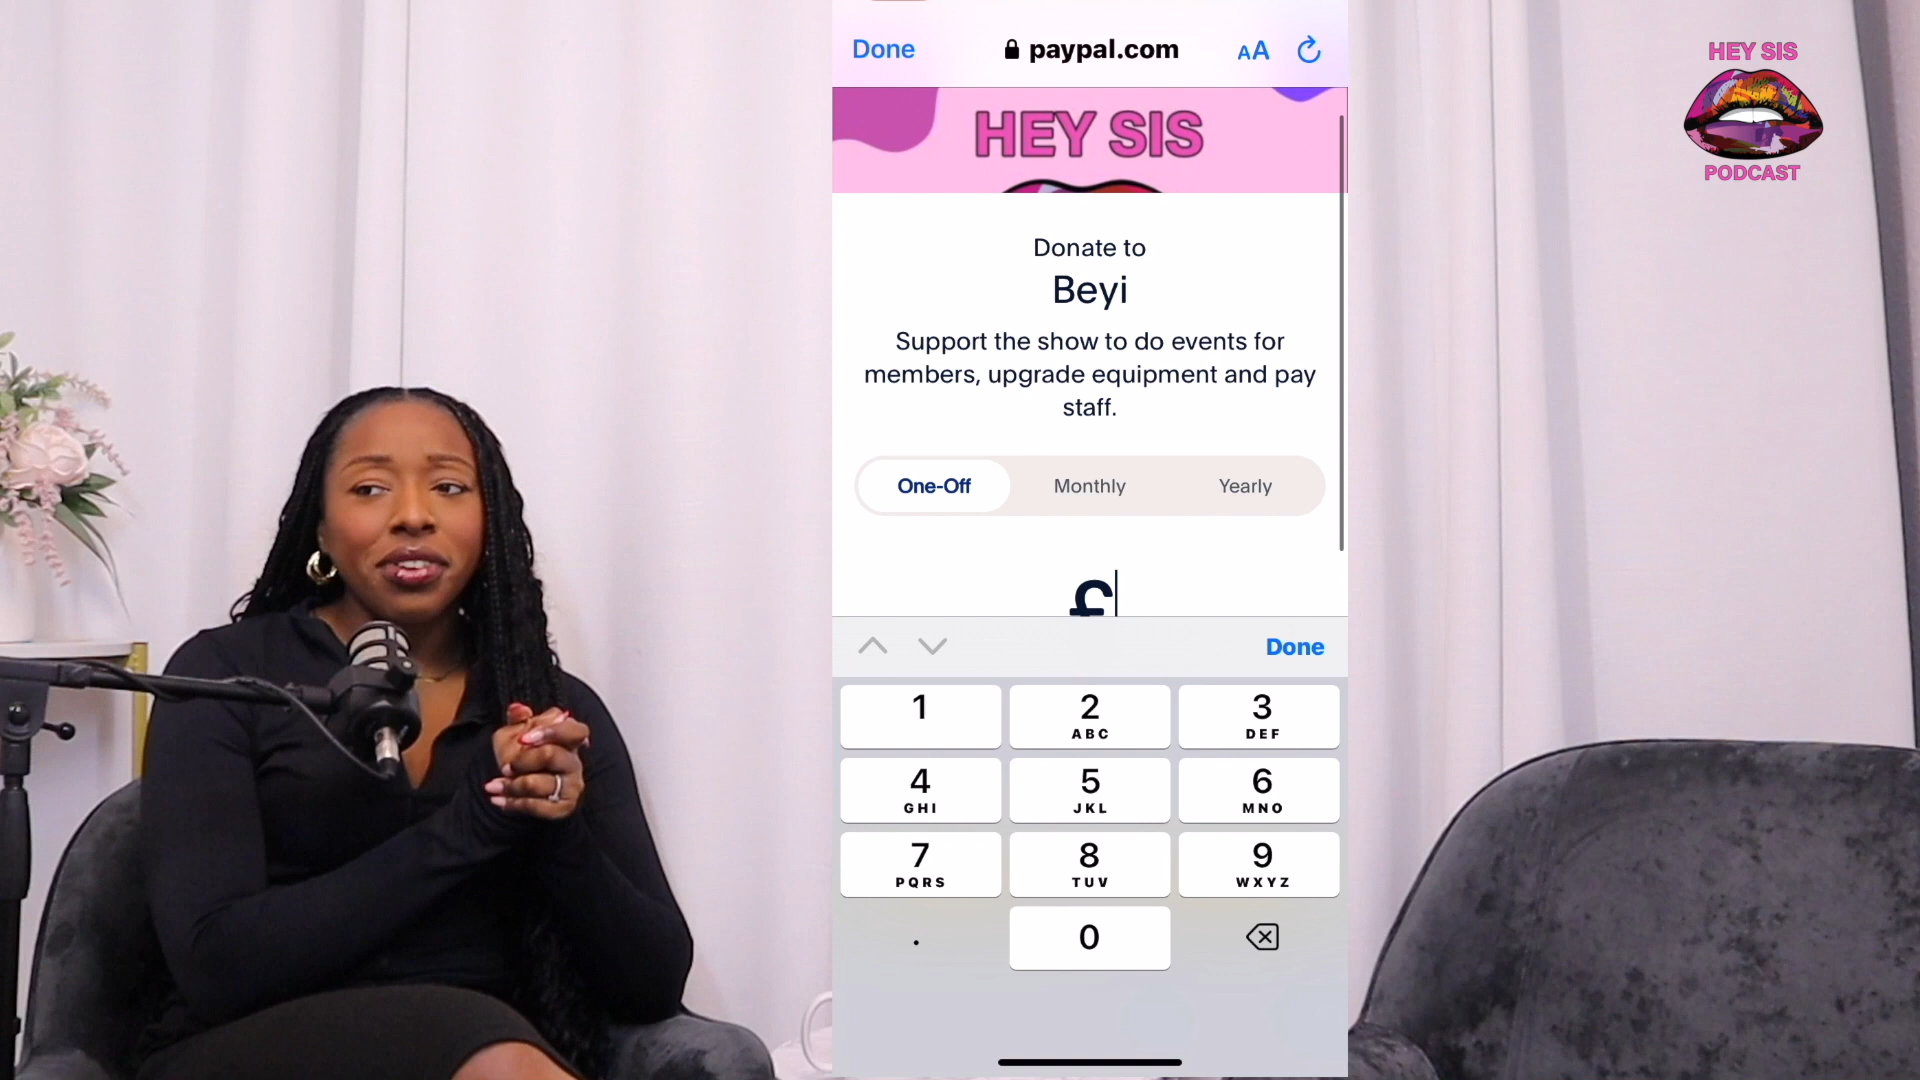 Done
paypal.com
AA
HEY SIS
Donate to
Beyi
Support the show to do events for
members, upgrade equipment and pay
staff.
One-Off
Monthly
Yearly
£
Done
1
2
ABC
3
DEF
4
GHI
5
JKL
6
MNO
7
PQRS
8
TUV
9
WXYZ
.
0
HEY SIS
PODCAST